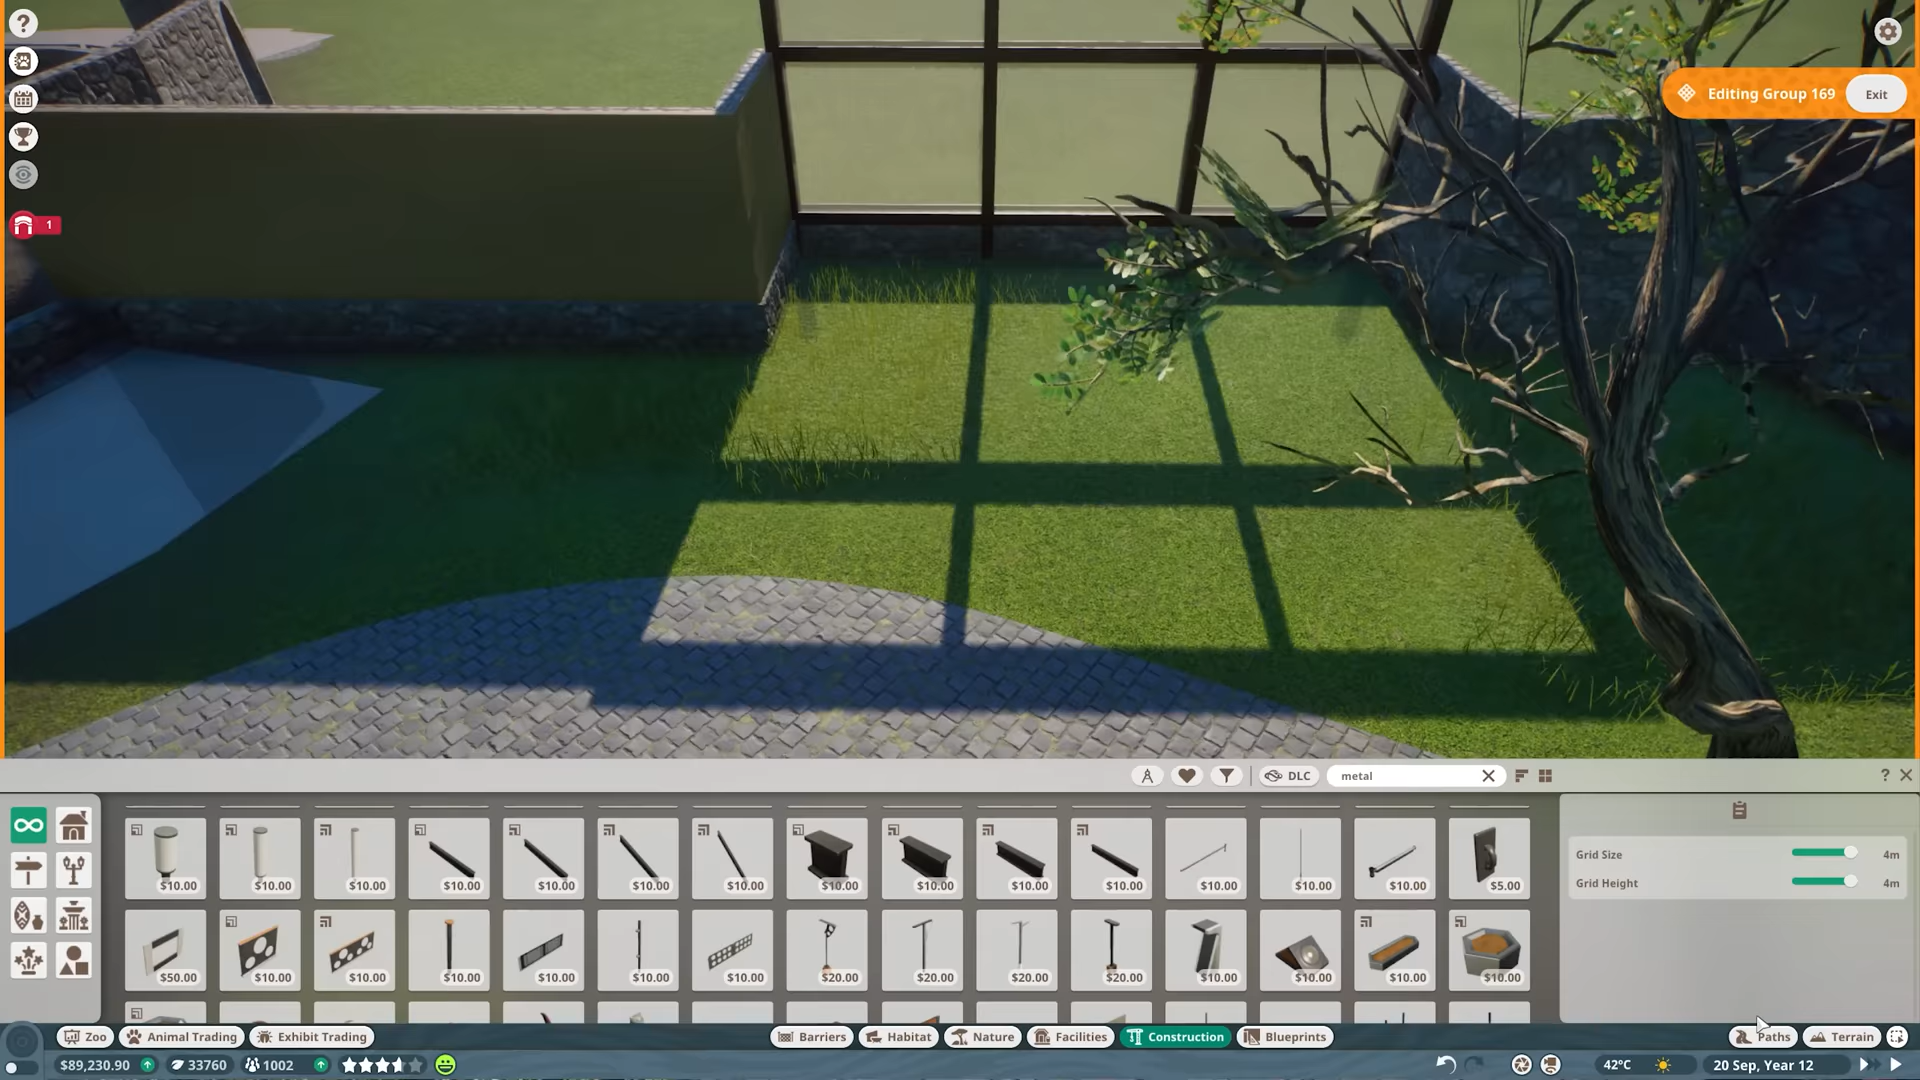 ?
Editing Group 169 Exit
1
DLC metal ?
$10.00 $10.00 $10.00 $10.00 $10.00 $10.00 $10.00 $10.00 $10.00 $10.00 $10.00 $10.00 $10.00 $10.00 $5.00
Grid Size 4m
Grid Height 4m
$50.00 $10.00 $10.00 $10.00 $10.00 $10.00 $10.00 $20.00 $20.00 $20.00 $20.00 $10.00 $10.00 $10.00 $10.00
Zoo Animal Trading Exhibit Trading Barriers Habitat Nature Facilities Construction Blueprints Paths Terrain
$89,230.90 33760 1002 42°C 20 Sep, Year 12